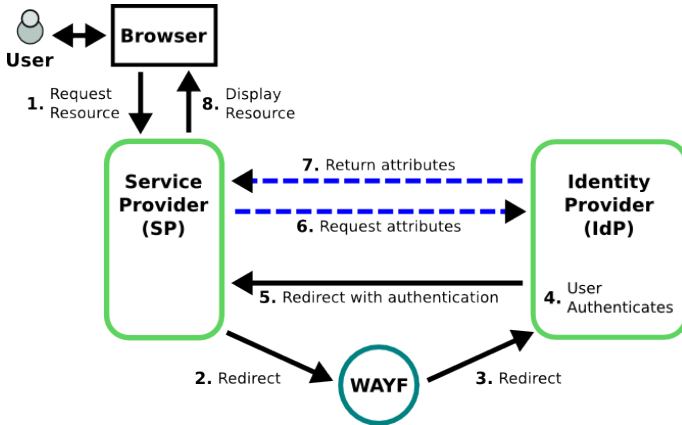 User
Browser
1. Request
Resource
8. Display
Resource
Service
Provider
(SP)
7. Return attributes
6. Request attributes
Identity
Provider
(IdP)
5. Redirect with authentication
4. User
Authenticates
2. Redirect
WAYF
3. Redirect